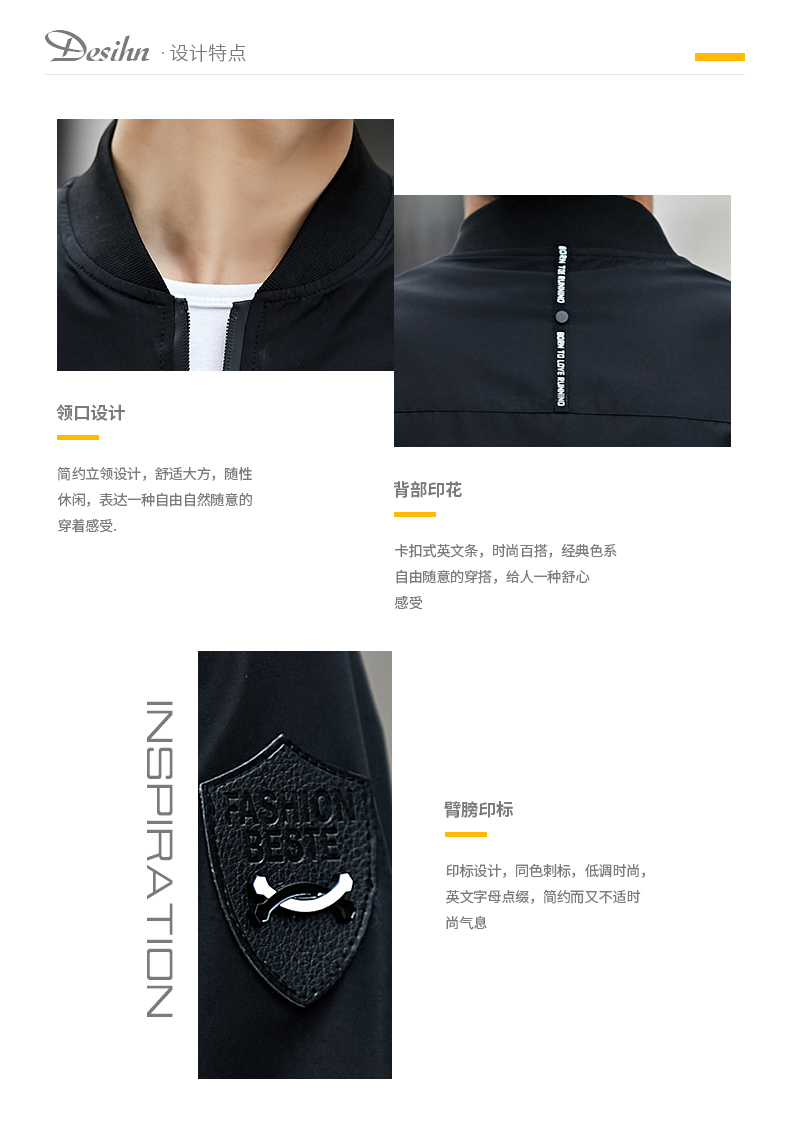 Desihn · 设计特点
BORN TO LOVE RUNNING
领口设计
简约立领设计，舒适大方，随性
休闲，表达一种自由自然随意的
穿着感受.
背部印花
卡扣式英文条，时尚百搭，经典色系
自由随意的穿搭，给人一种舒心
感受
INSPIRATION
FASHION
BESTE
臂膀印标
印标设计，同色刺标，低调时尚，
英文字母点缀，简约而又不适时
尚气息